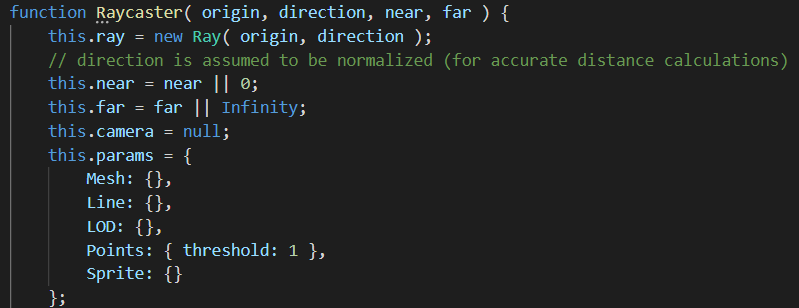 function Raycaster( origin, direction, near, far ) {
    this.ray = new Ray( origin, direction );
    // direction is assumed to be normalized (for accurate distance calculations)
    this.near = near || 0;
    this.far = far || Infinity;
    this.camera = null;
    this.params = {
        Mesh: {},
        Line: {},
        LOD: {},
        Points: { threshold: 1 },
        Sprite: {}
    };